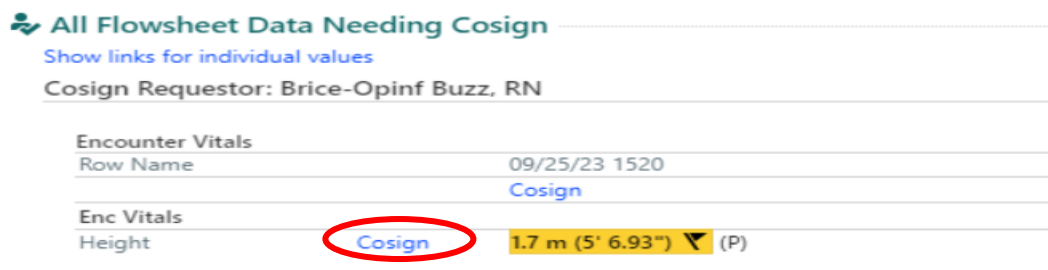 All Flowsheet Data Needing Cosign
Show links for individual values
Cosign Requestor: Brice-Opinf Buzz, RN
Encounter Vitals
Row Name 09/25/23 1520
Cosign
Enc Vitals
Height Cosign 1.7 m (5' 6.93") (P)